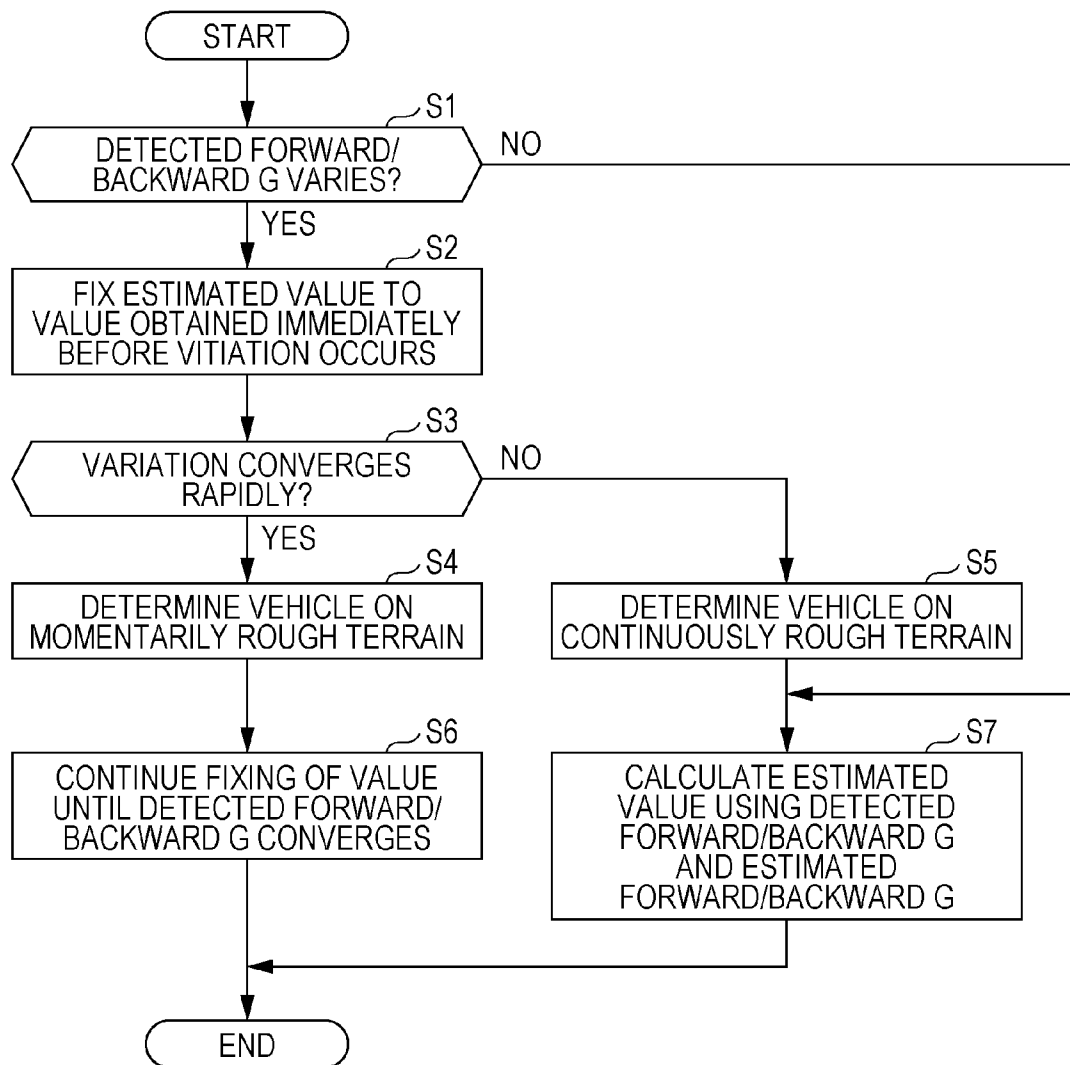 START
S1
DETECTED FORWARD/
BACKWARD G VARIES?
NO
YES
S2
FIX ESTIMATED VALUE TO
VALUE OBTAINED IMMEDIATELY
BEFORE VITIATION OCCURS
S3
VARIATION CONVERGES
RAPIDLY?
NO
YES
S4
DETERMINE VEHICLE ON
MOMENTARILY ROUGH TERRAIN
S5
DETERMINE VEHICLE ON
CONTINUOUSLY ROUGH TERRAIN
S6
CONTINUE FIXING OF VALUE
UNTIL DETECTED FORWARD/
BACKWARD G CONVERGES
S7
CALCULATE ESTIMATED
VALUE USING DETECTED
FORWARD/BACKWARD G
AND ESTIMATED
FORWARD/BACKWARD G
END